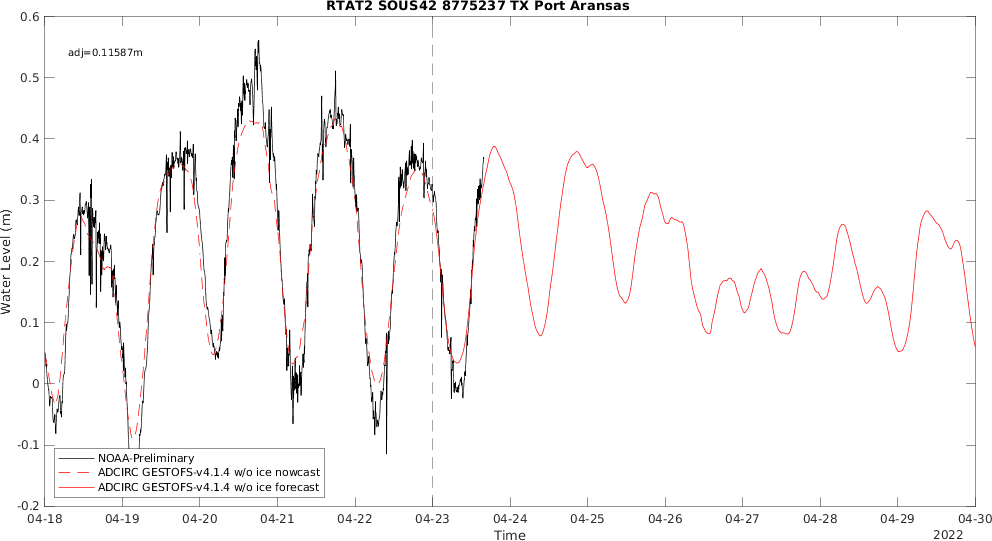 RTAT2 SOUS42 8775237 TX Port Aransas
adj=0.11587m
0.6
0.5
0.4
0.3
0.2
0.1
0
-0.1
-0.2
Water Level (m)
NOAA-Preliminary
ADCIRC GESTOFS-v4.1.4 w/o ice nowcast
ADCIRC GESTOFS-v4.1.4 w/o ice forecast
04-18 04-19 04-20 04-21 04-22 04-23 04-24 04-25 04-26 04-27 04-28 04-29 04-30
Time
2022